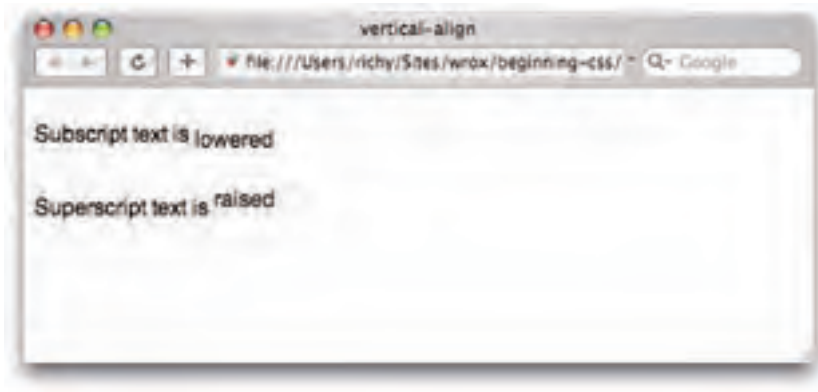 vertical-align
file:///Users/richy/Sites/wrox/beginning-css/
Google
Subscript text is lowered
Superscript text is raised